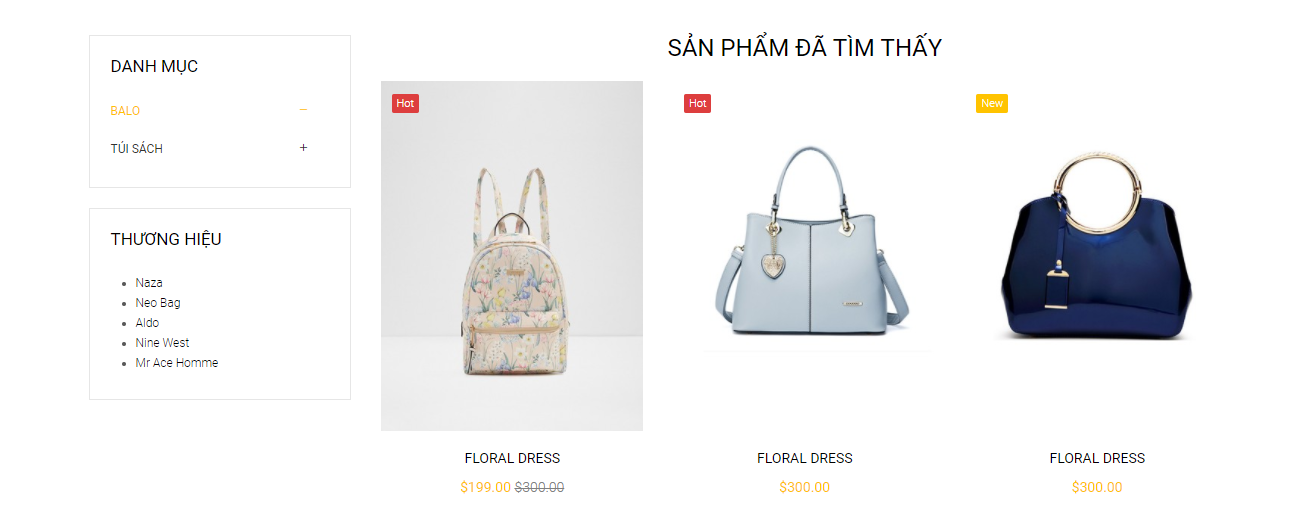 DANH MỤC
BALO −
TÚI SÁCH +
THƯƠNG HIỆU
Naza
Neo Bag
Aldo
Nine West
Mr Ace Homme
SẢN PHẨM ĐÃ TÌM THẤY
Hot
FLORAL DRESS
$199.00 $300.00
Hot
FLORAL DRESS
$300.00
New
FLORAL DRESS
$300.00